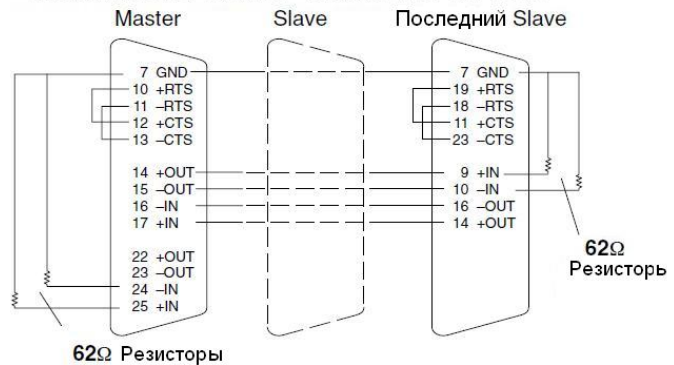 Master Slave Последний Slave
7 GND 7 GND
10 +RTS 19 +RTS
11 –RTS 18 –RTS
12 +CTS 11 +CTS
13 –CTS 23 –CTS
14 +OUT 9 +IN
15 –OUT 10 –IN
16 –IN 16 –OUT
17 +IN 14 +OUT
22 +OUT
23 –OUT
24 –IN
25 +IN
62Ω
Резисторь
62Ω Резисторы